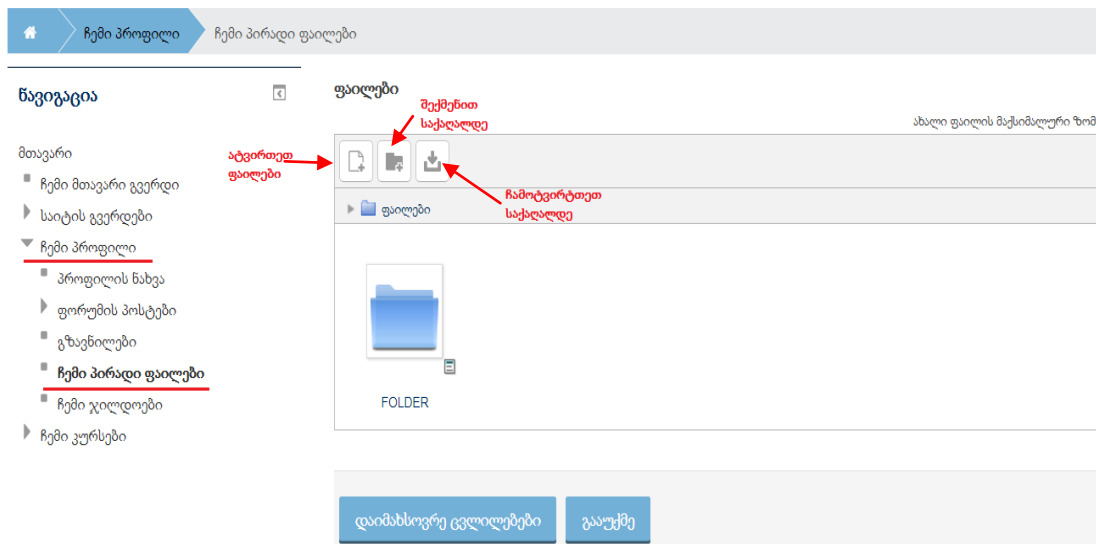 ჩემი პროფილი
ჩემი პირადი ფაილები
ნავიგაცია
მთავარი
ჩემი მთავარი გვერდი
საიტის გვერდები
ჩემი პროფილი
პროფილის ნახვა
ფორუმის პოსტები
გზავნილები
ჩემი პირადი ფაილები
ჩემი ჯილდოები
ჩემი კურსები
ფაილები
ახალი ფაილის მაქსიმალური ზომ
შექმენით
საქაღალდე
ატვირთეთ
ფაილები
ჩამოტვირტთეთ
საქაღალდე
ფაილები
FOLDER
დაიმახსოვრე ცვლილებები
გააუქმე